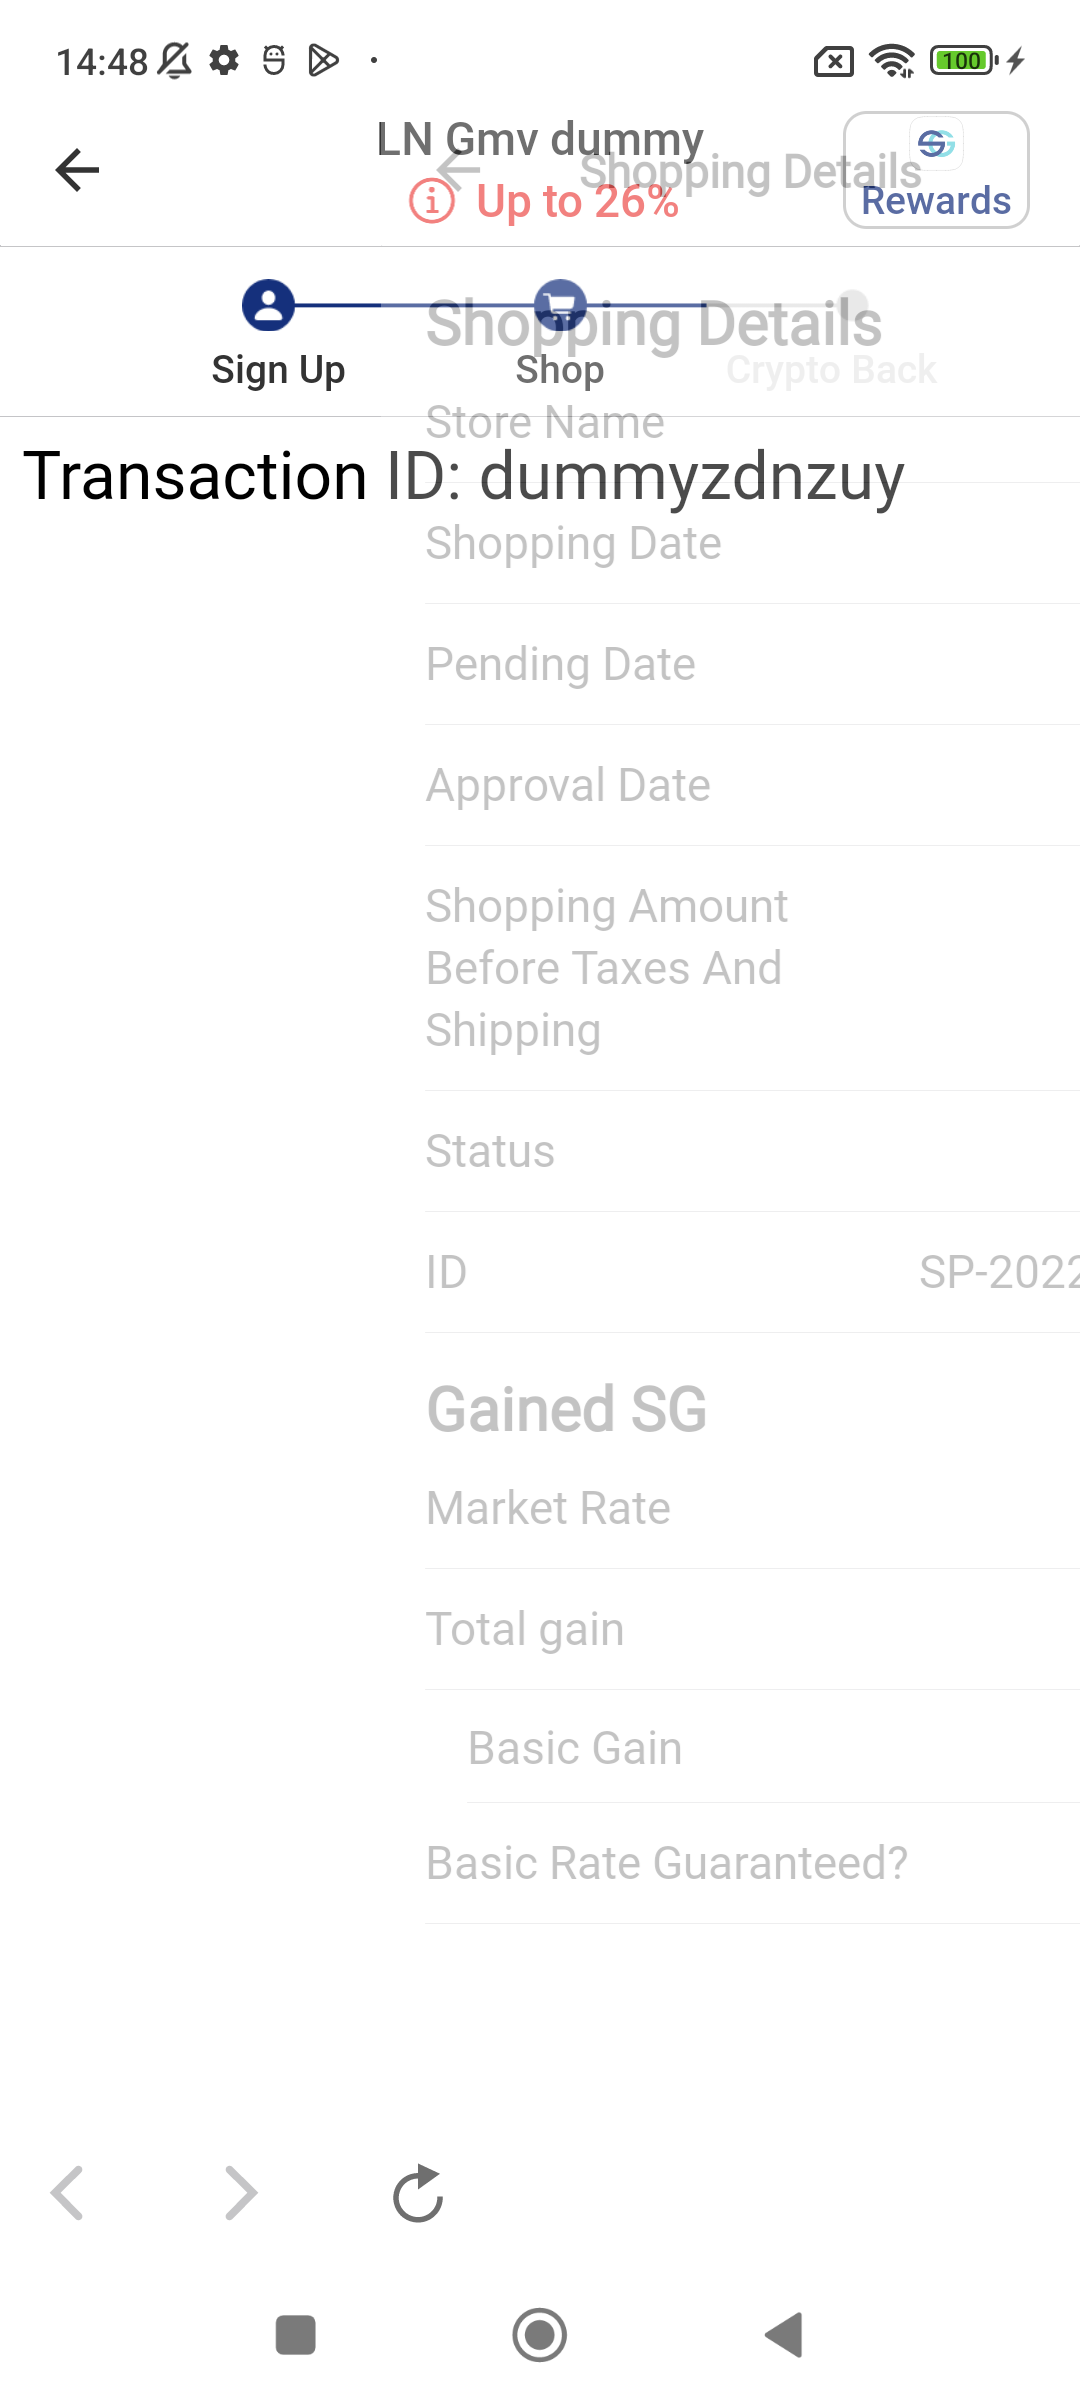 14:48
100
LN Gmv dummy
Up to 26%
Shopping Details
Rewards
Sign Up
Shop
Crypto Back
Shopping Details
Store Name
Transaction ID: dummyzdnzuy
Shopping Date
Pending Date
Approval Date
Shopping Amount
Before Taxes And
Shipping
Status
ID SP-2022
Gained SG
Market Rate
Total gain
Basic Gain
Basic Rate Guaranteed?